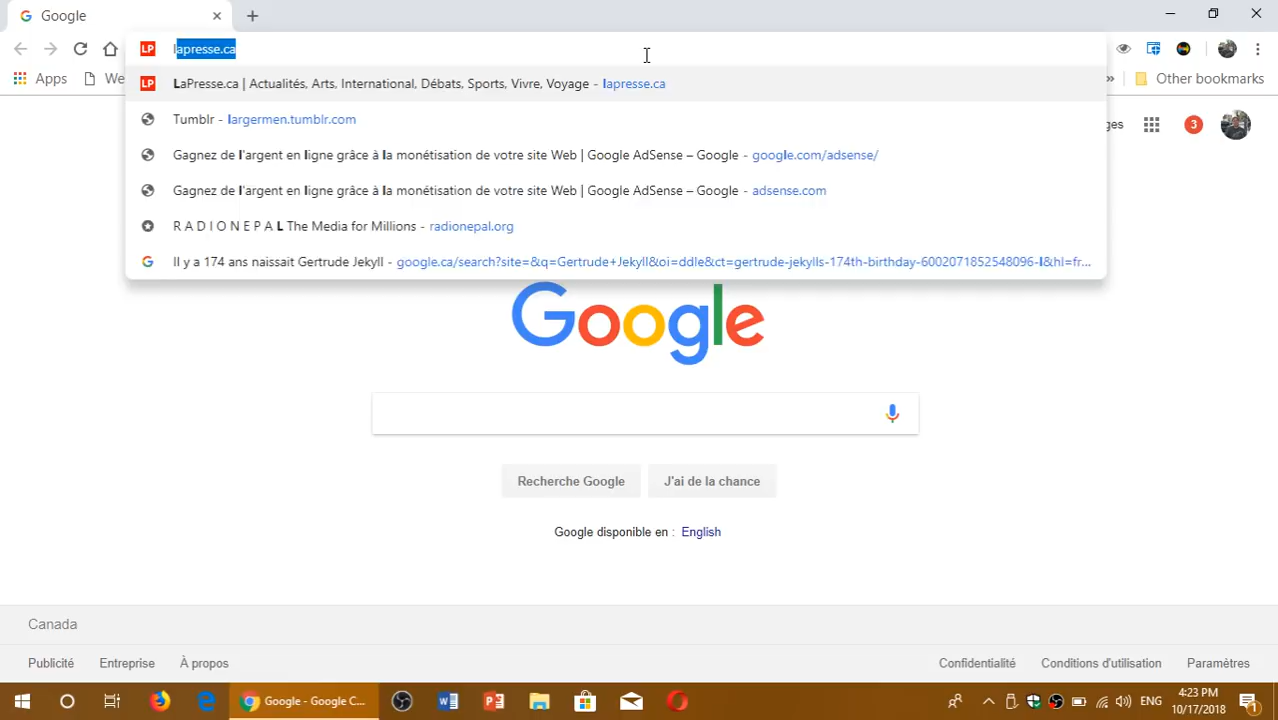 Google
lapresse.ca
LaPresse.ca | Actualités, Arts, International, Débats, Sports, Vivre, Voyage - lapresse.ca
Tumblr - largermen.tumblr.com
Gagnez de l'argent en ligne grâce à la monétisation de votre site Web | Google AdSense – Google - google.com/adsense/
Gagnez de l'argent en ligne grâce à la monétisation de votre site Web | Google AdSense – Google - adsense.com
R A D I O N E P A L The Media for Millions - radionepal.org
Il y a 174 ans naissait Gertrude Jekyll - google.ca/search?site=&q=Gertrude+Jekyll&oi=ddle&ct=gertrude-jekylls-174th-birthday-6002071852548096-l&hl=fr...
Apps We » Other bookmarks
ges 3
Google
Recherche Google J'ai de la chance
Google disponible en : English
Canada
Publicité Entreprise À propos Confidentialité Conditions d'utilisation Paramètres
Google - Google C... ENG 4:23 PM
10/17/2018